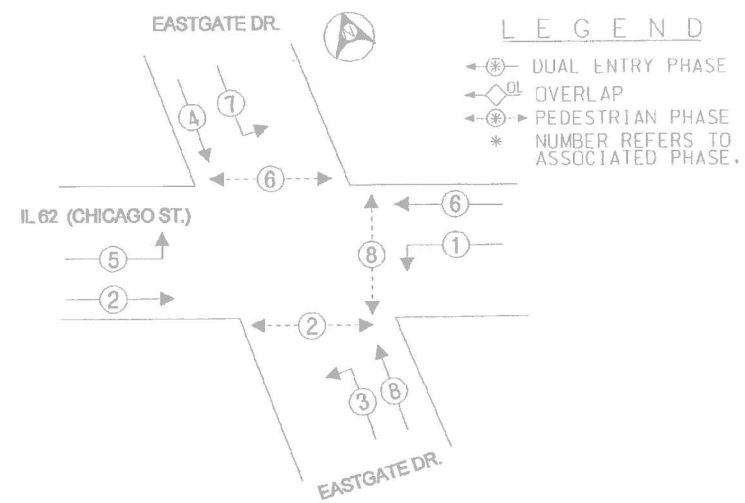 EASTGATE DR.
N
LEGEND
* DUAL ENTRY PHASE
OL OVERLAP
* PEDESTRIAN PHASE
* NUMBER REFERS TO
ASSOCIATED PHASE.
4
7
6
IL 62 (CHICAGO ST.)
6
5
8
1
2
2
3
8
EASTGATE DR.